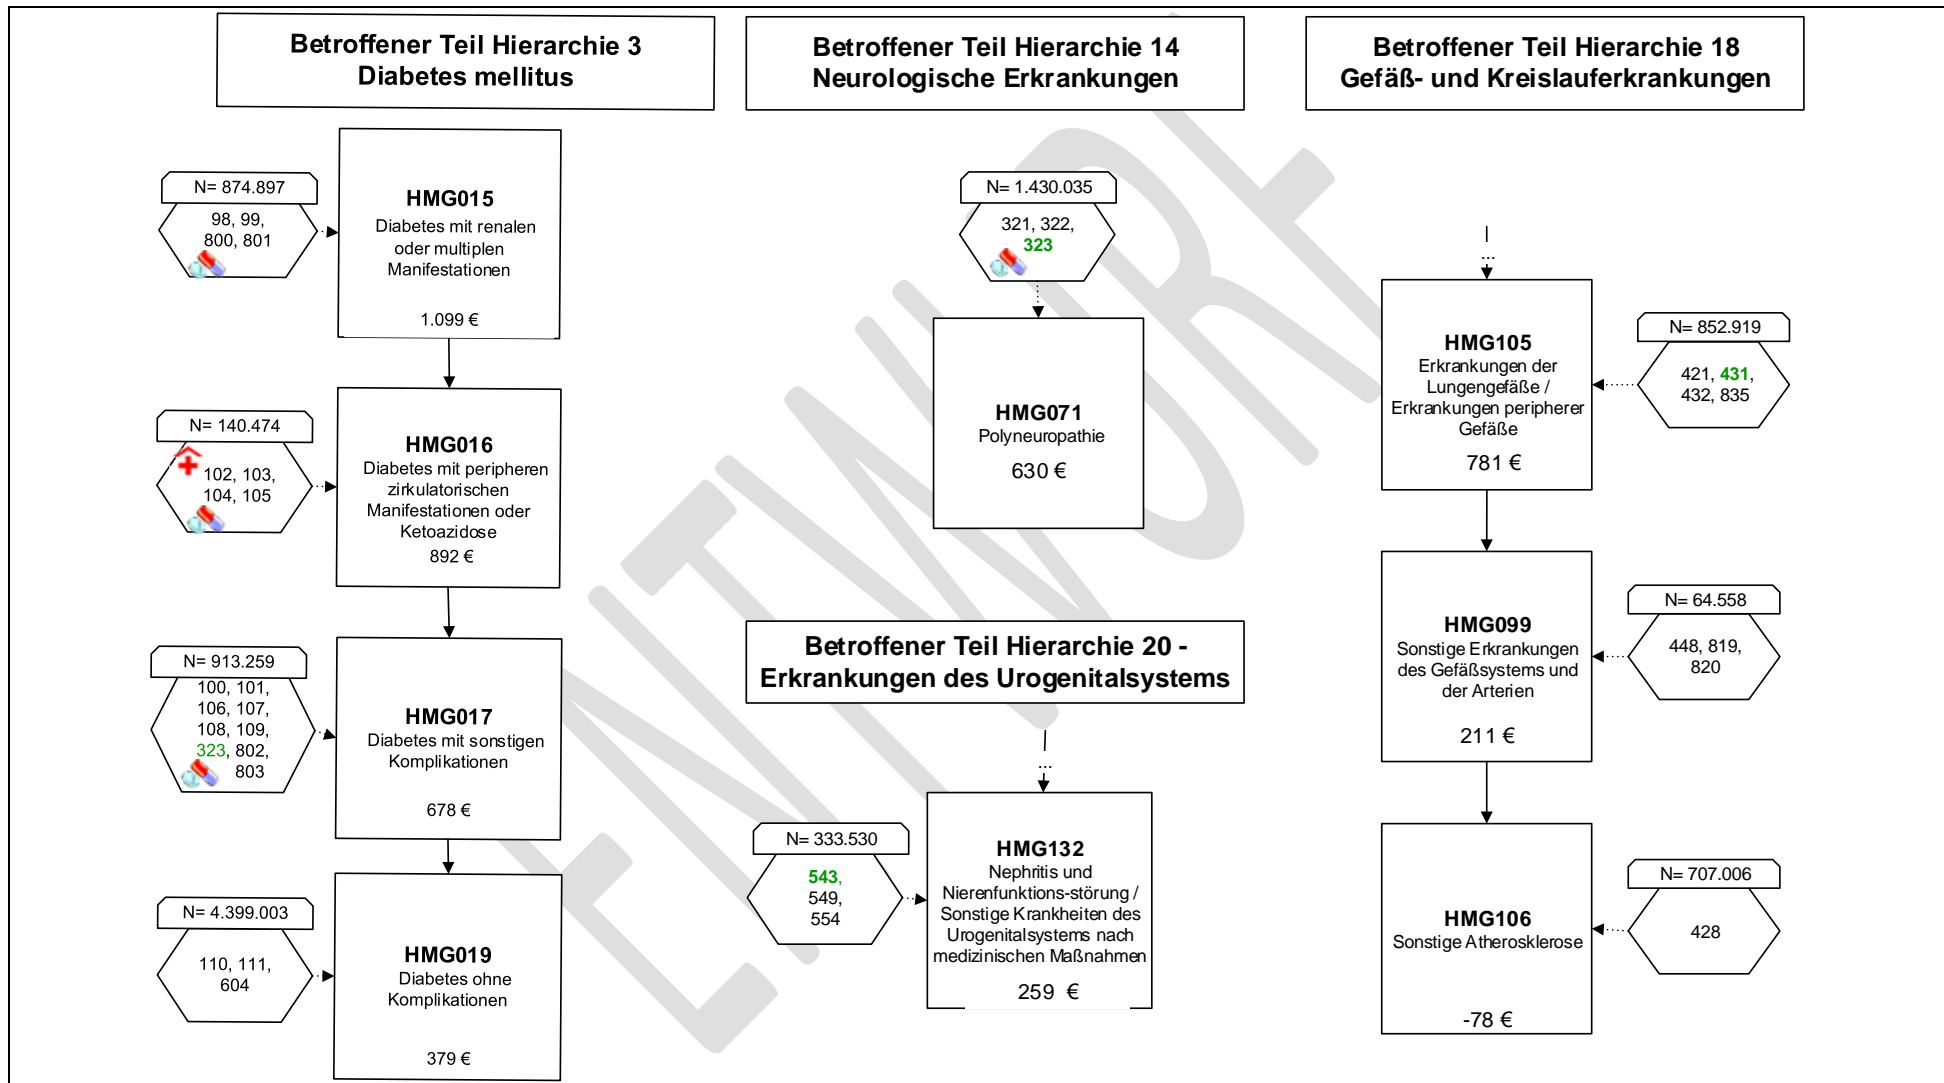 Betroffener Teil Hierarchie 3
Diabetes mellitus
N= 874.897
98, 99,
800, 801
HMG015
Diabetes mit renalen
oder multiplen
Manifestationen
1.099 €
N= 140.474
102, 103,
104, 105
HMG016
Diabetes mit peripheren
zirkulatorischen
Manifestationen oder
Ketoazidose
892 €
N= 913.259
100, 101,
106, 107,
108, 109,
323, 802,
803
HMG017
Diabetes mit sonstigen
Komplikationen
678 €
N= 4.399.003
110, 111,
604
HMG019
Diabetes ohne
Komplikationen
379 €
Betroffener Teil Hierarchie 14
Neurologische Erkrankungen
N= 1.430.035
321, 322,
323
HMG071
Polyneuropathie
630 €
Betroffener Teil Hierarchie 20 -
Erkrankungen des Urogenitalsystems
...
N= 333.530
543,
549,
554
HMG132
Nephritis und
Nierenfunktions-störung /
Sonstige Krankheiten des
Urogenitalsystems nach
medizinischen Maßnahmen
259 €
Betroffener Teil Hierarchie 18
Gefäß- und Kreislauferkrankungen
...
HMG105
Erkrankungen der
Lungengefäße /
Erkrankungen peripherer
Gefäße
781 €
N= 852.919
421, 431,
432, 835
HMG099
Sonstige Erkrankungen
des Gefäßsystems und
der Arterien
211 €
N= 64.558
448, 819,
820
HMG106
Sonstige Atherosklerose
-78 €
N= 707.006
428
ENTWURF